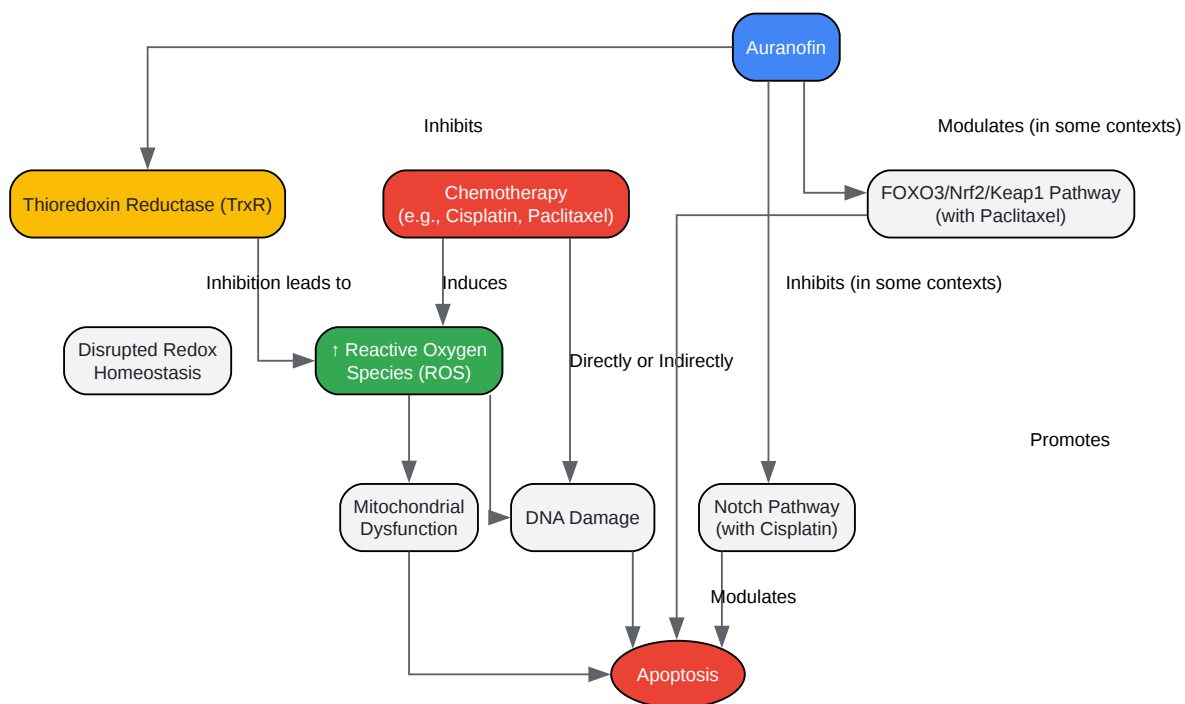 Auranofin
Inhibits
Modulates (in some contexts)
Thioredoxin Reductase (TrxR)
Chemotherapy
(e.g., Cisplatin, Paclitaxel)
FOXO3/Nrf2/Keap1 Pathway
(with Paclitaxel)
Inhibition leads to
Induces
Inhibits (in some contexts)
Disrupted Redox
Homeostasis
↑ Reactive Oxygen
Species (ROS)
Directly or Indirectly
Promotes
Mitochondrial
Dysfunction
DNA Damage
Notch Pathway
(with Cisplatin)
Modulates
Apoptosis